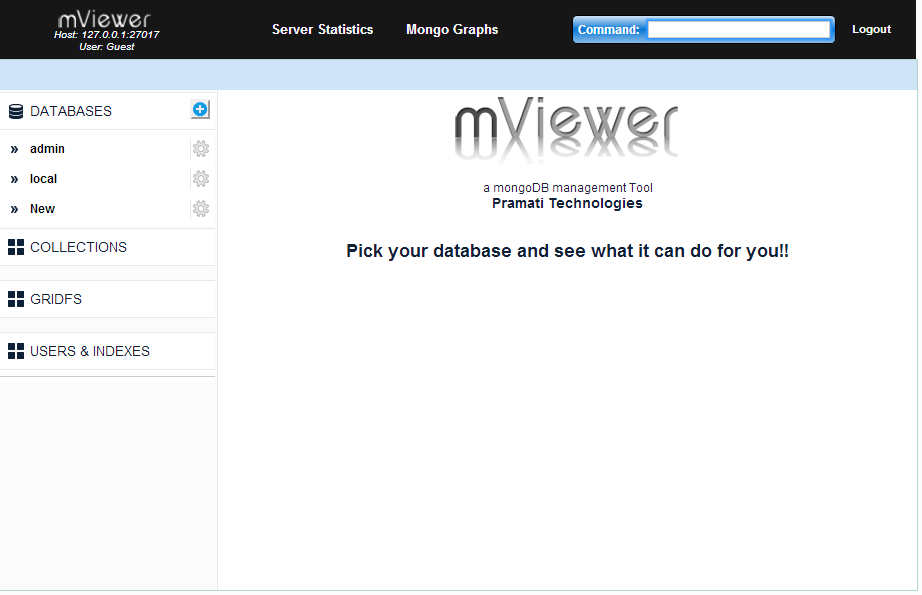 mViewer
Host: 127.0.0.1:27017
User: Guest
Server Statistics
Mongo Graphs
Command:
Logout
DATABASES
» admin
» local
» New
COLLECTIONS
GRIDFS
USERS & INDEXES
mViewer
a mongoDB management Tool
Pramati Technologies
Pick your database and see what it can do for you!!